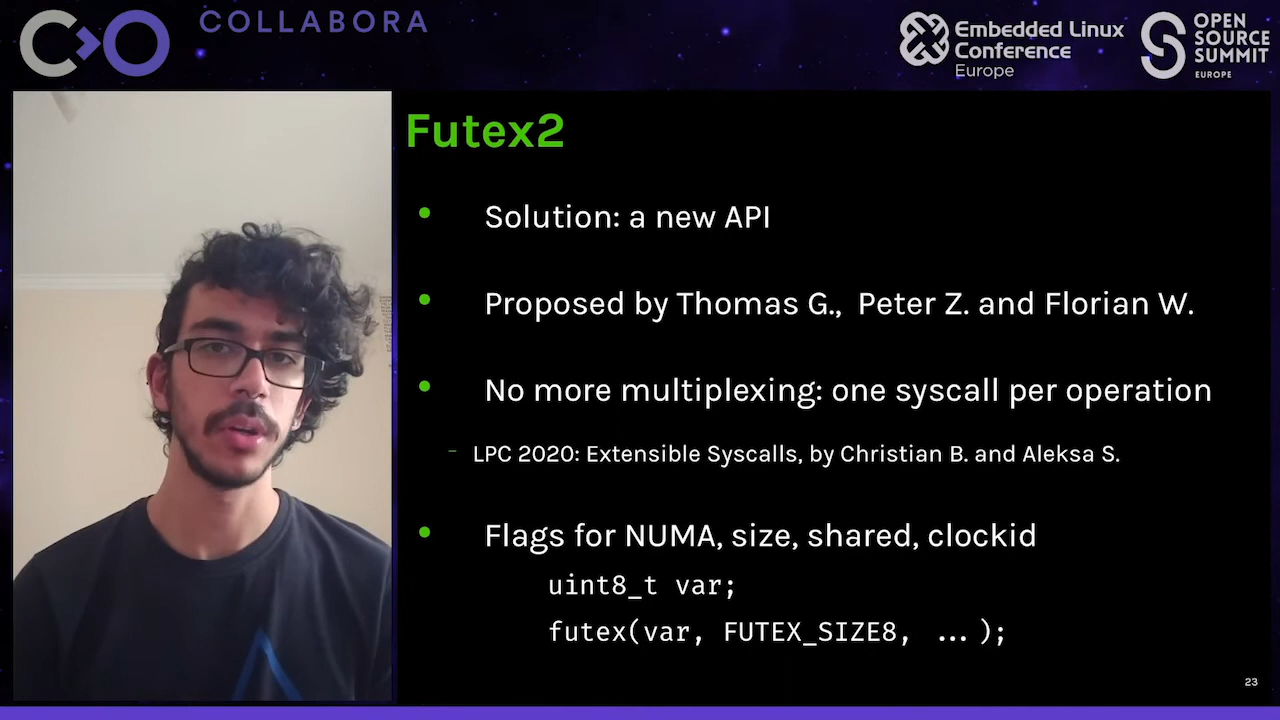 COLLABORA
Embedded Linux
Conference
Europe
OPEN
SOURCE
SUMMIT
EUROPE
Futex2
• Solution: a new API
• Proposed by Thomas G., Peter Z. and Florian W.
• No more multiplexing: one syscall per operation
– LPC 2020: Extensible Syscalls, by Christian B. and Aleksa S.
• Flags for NUMA, size, shared, clockid
uint8_t var;
futex(var, FUTEX_SIZE8, ... );
23